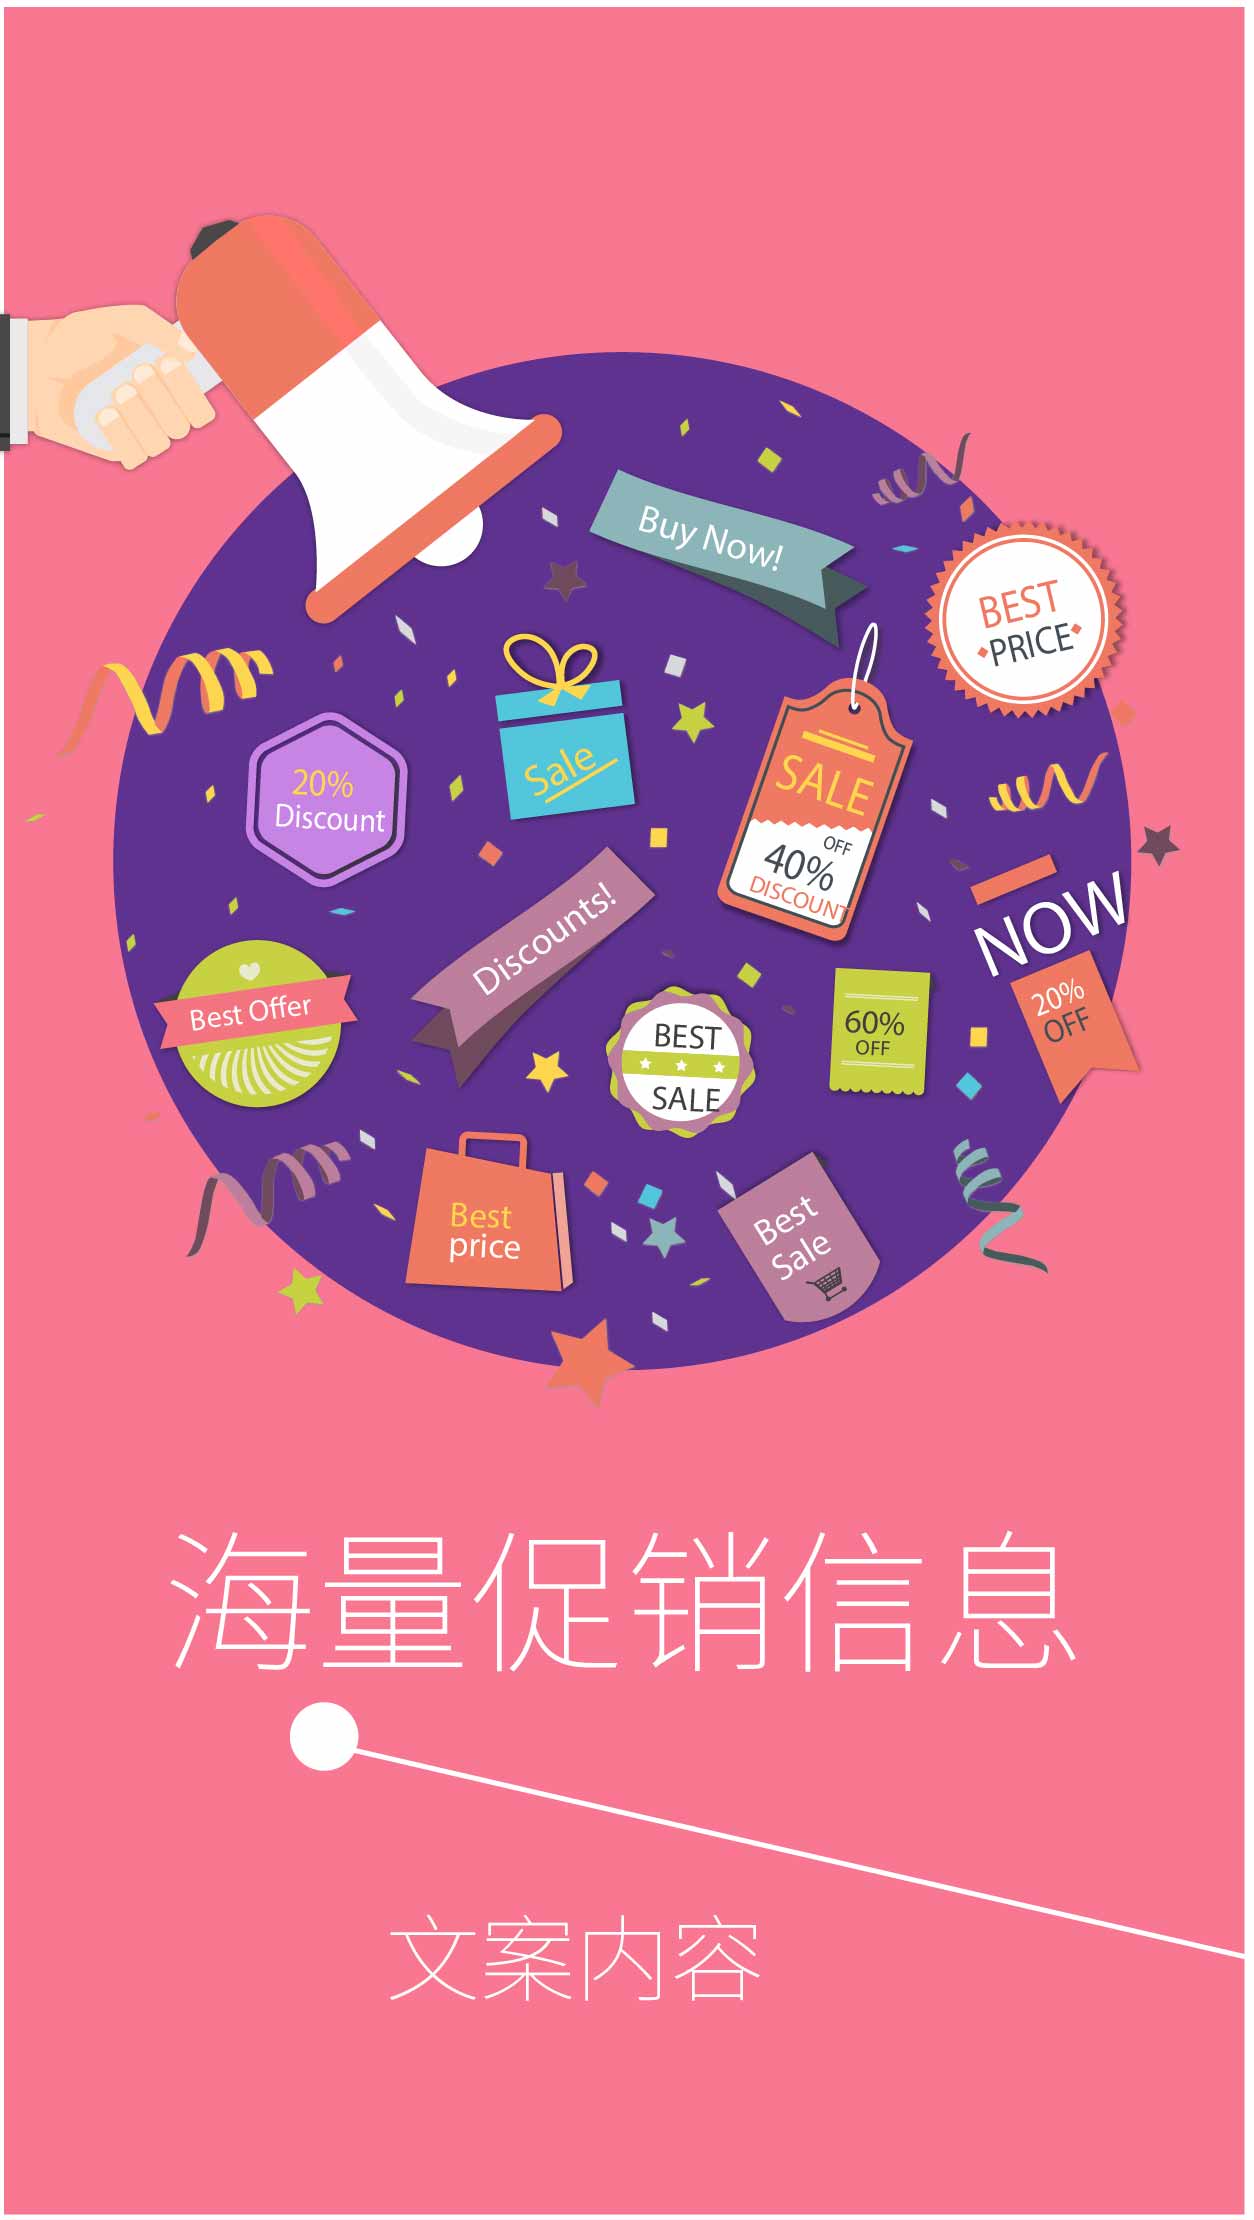 Buy Now!
BEST
PRICE
Sale
20%
Discount
SALE
OFF
40%
DISCOUNT
Discounts!
NOW
20%
OFF
Best Offer
BEST
SALE
60%
OFF
Best
price
Best
Sale
海量促销信息
文案内容